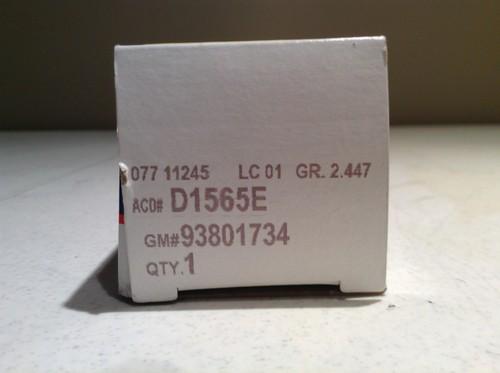 077 11245 LC 01 GR. 2.447
ACD# D1565E
GM#93801734
QTY.1